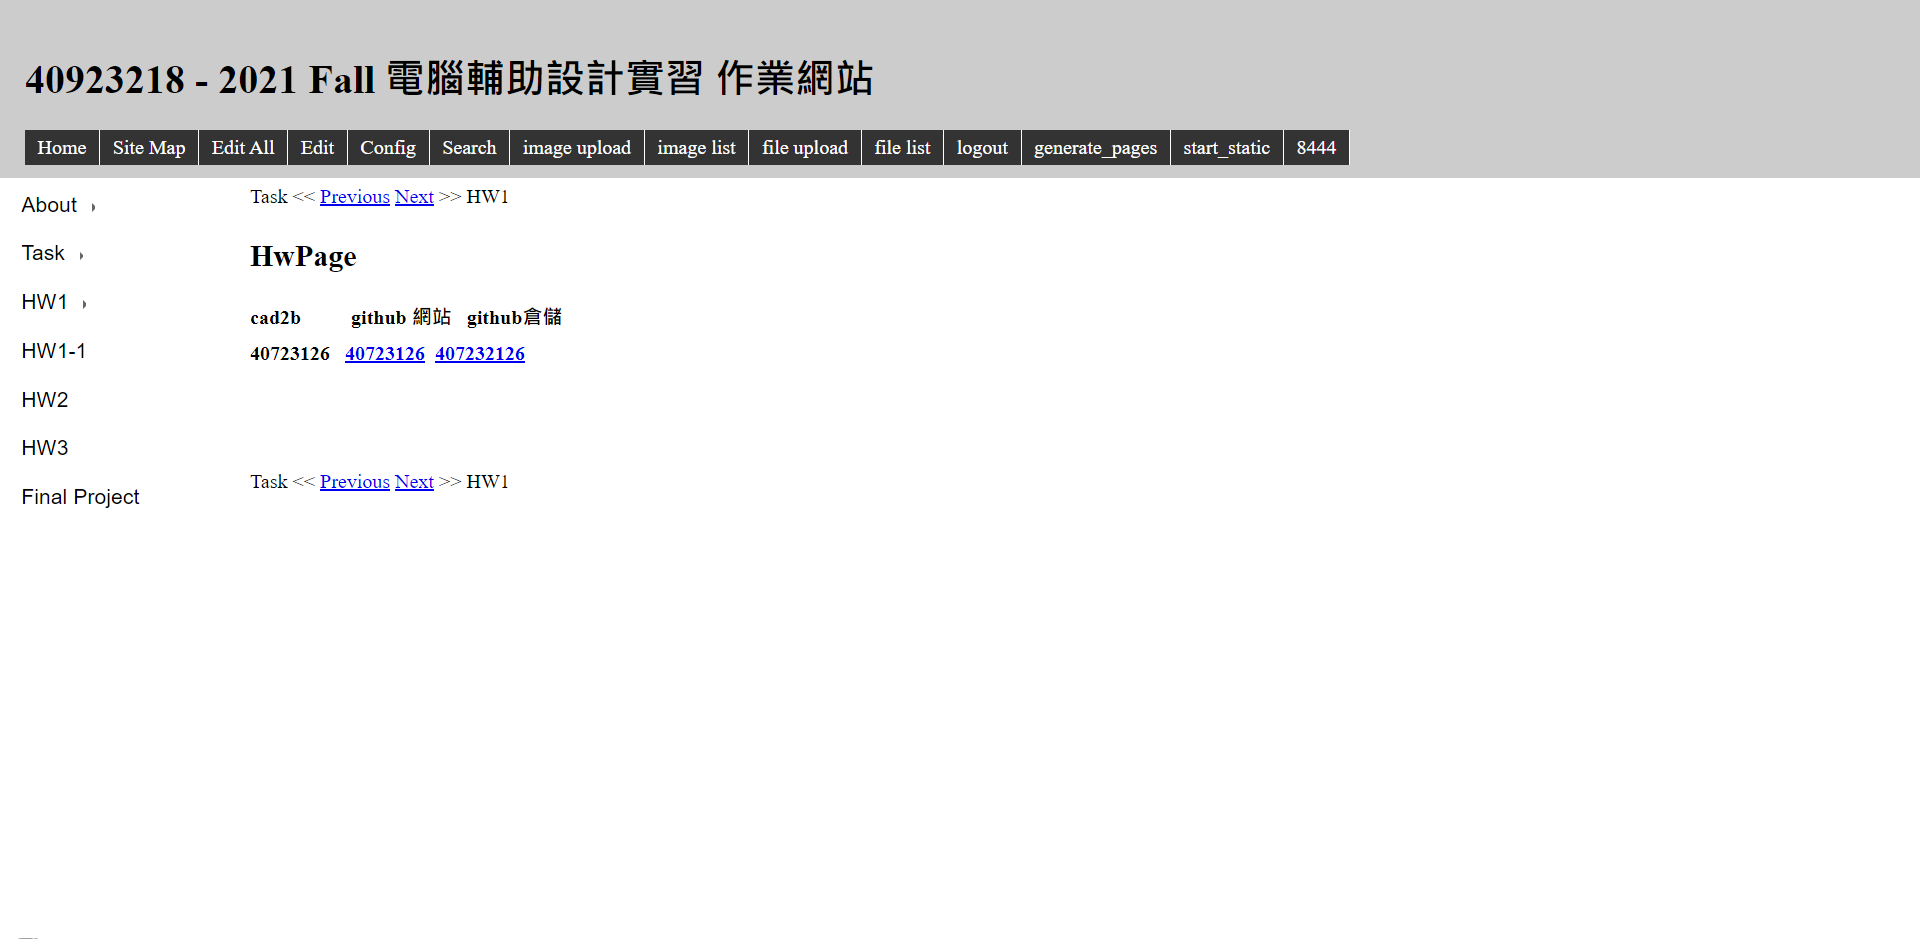 40923218 - 2021 Fall 電腦輔助設計實習 作業網站
Home Site Map Edit All Edit Config Search image upload image list file upload file list logout generate_pages start_static 8444
About
Task
HW1
HW1-1
HW2
HW3
Final Project
Task << Previous Next >> HW1
HwPage
cad2b github 網站 github倉儲
40723126 40723126 407232126
Task << Previous Next >> HW1